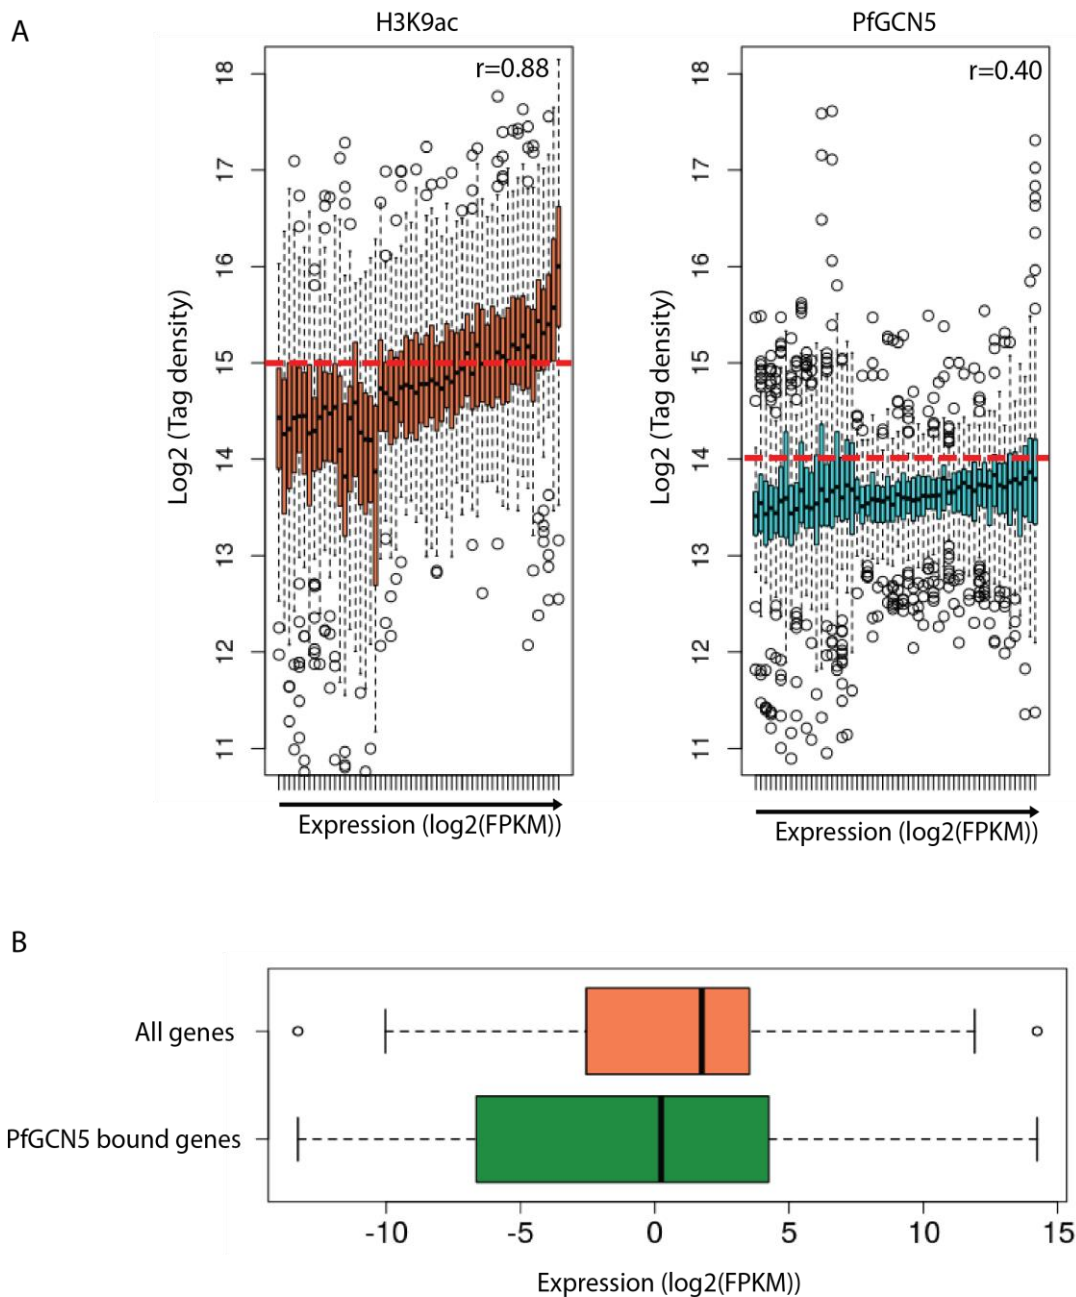 A
H3K9ac
PfGCN5
r=0.88
r=0.40
Log2 (Tag density)
18
17
16
15
14
13
12
11
Log2 (Tag density)
18
17
16
15
14
13
12
11
Expression (log2(FPKM))
Expression (log2(FPKM))
B
All genes
PfGCN5 bound genes
-10 -5 0 5 10 15
Expression (log2(FPKM))